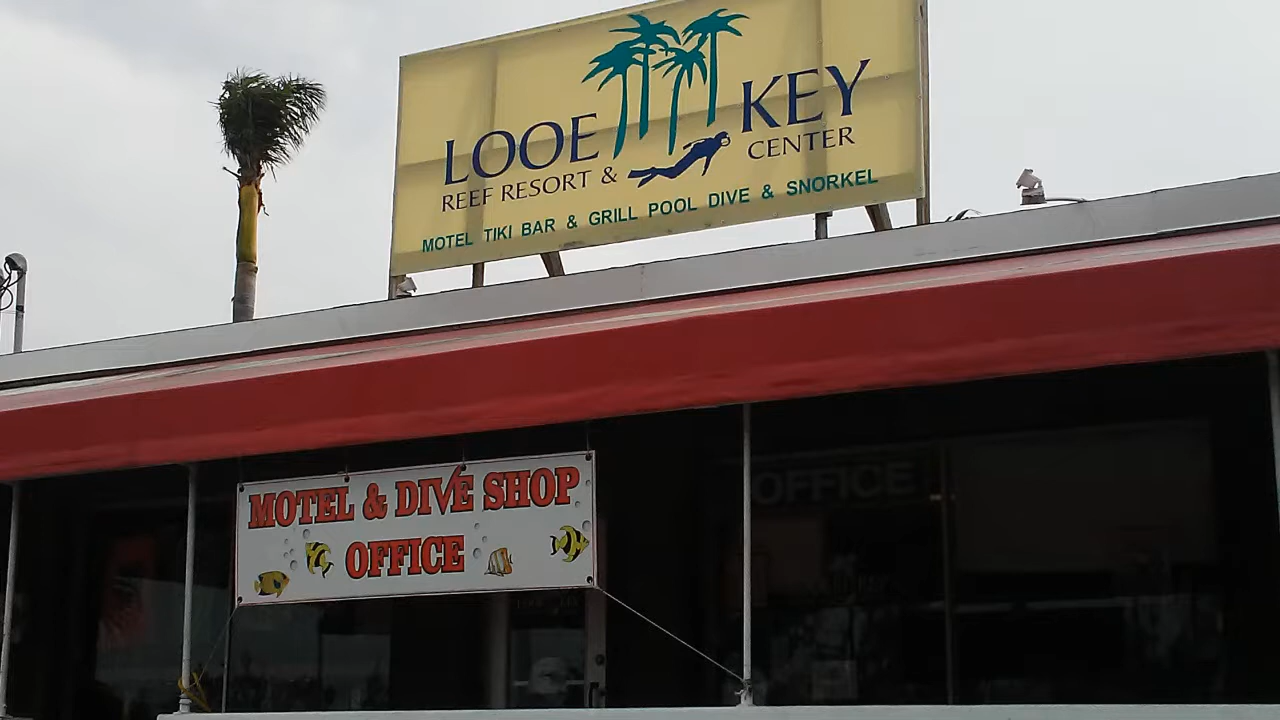 LOOE KEY
REEF RESORT & CENTER
MOTEL TIKI BAR & GRILL POOL DIVE & SNORKEL
MOTEL & DIVE SHOP
OFFICE
OFFICE